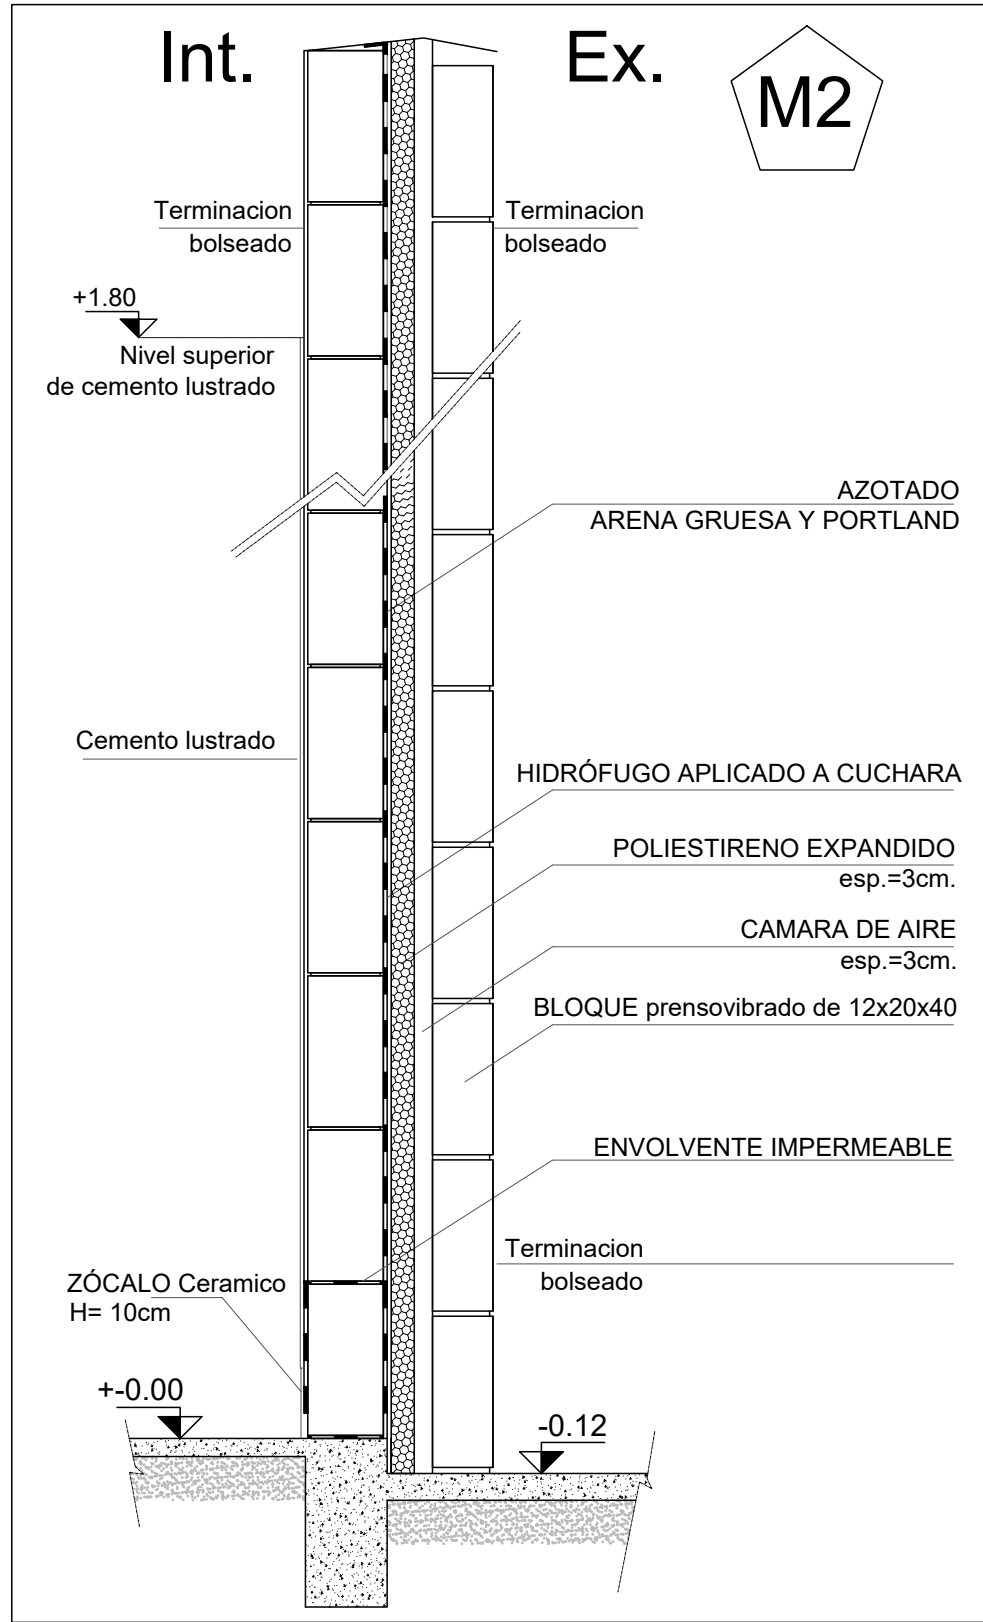 Int.
Ex.
M2
Terminacion
bolseado
Terminacion
bolseado
+1.80
Nivel superior
de cemento lustrado
AZOTADO
ARENA GRUESA Y PORTLAND
Cemento lustrado
HIDRÓFUGO APLICADO A CUCHARA
POLIESTIRENO EXPANDIDO
esp.=3cm.
CAMARA DE AIRE
esp.=3cm.
BLOQUE prensovibrado de 12x20x40
ENVOLVENTE IMPERMEABLE
Terminacion
bolseado
ZÓCALO Ceramico
H= 10cm
+-0.00
-0.12